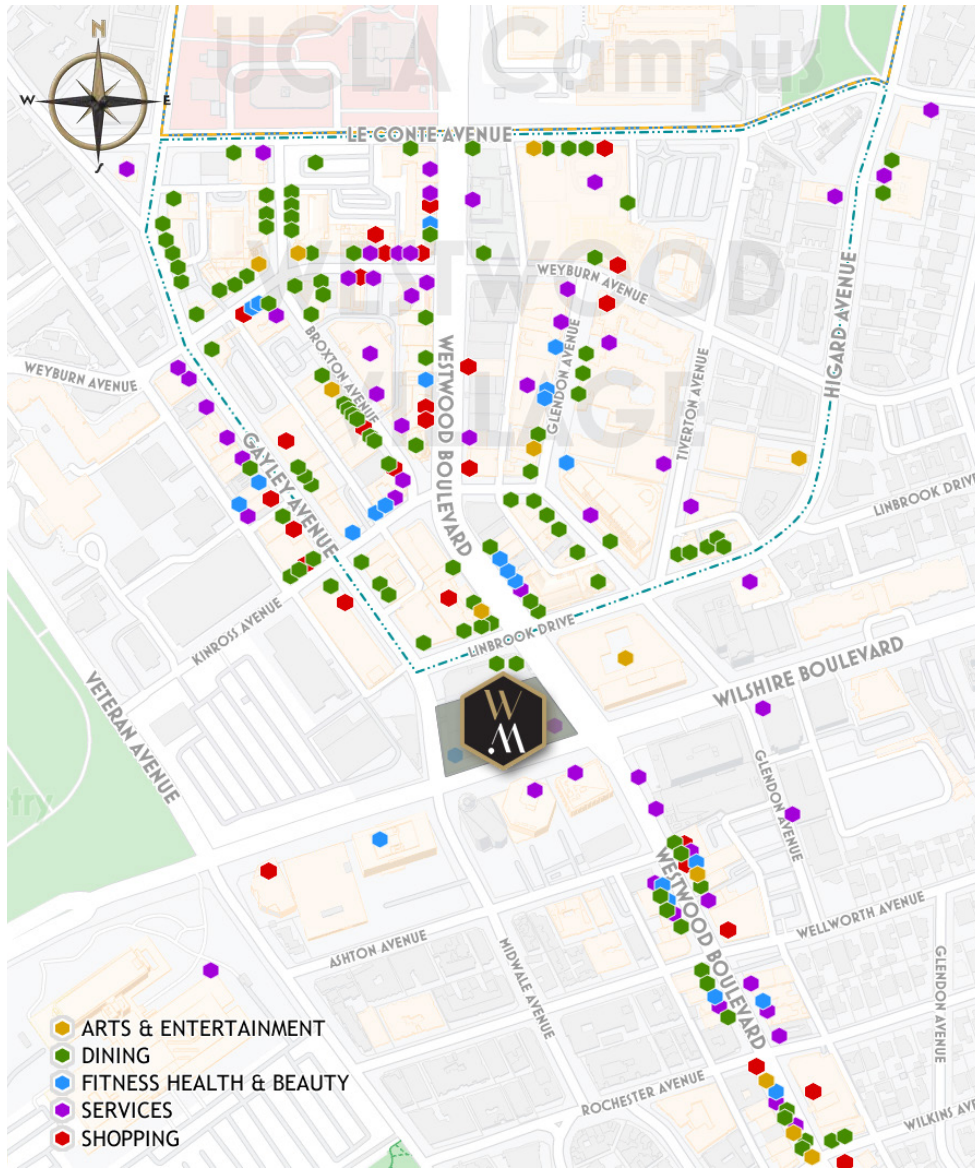 UCLA Campus
N
W
E
S
LE CONTE AVENUE
WESTWOOD
VILLAGE
WEYBURN AVENUE
HIGARD AVENUE
WEYBURN AVENUE
BROXTON AVENUE
WESTWOOD BOULEVARD
GLENDON AVENUE
TIVERTON AVENUE
GAYLEY AVENUE
LINBROOK DRIVE
KINROSS AVENUE
LINBROOK DRIVE
WILSHIRE BOULEVARD
VETERAN AVENUE
W
W.
GLENDON AVENUE
etry
WESTWOOD BOULEVARD
WELLWORTH AVENUE
ASHTON AVENUE
MIDWALE AVENUE
GLENDON AVENUE
ROCHESTER AVENUE
WILKINS AVE
ARTS & ENTERTAINMENT
DINING
FITNESS HEALTH & BEAUTY
SERVICES
SHOPPING